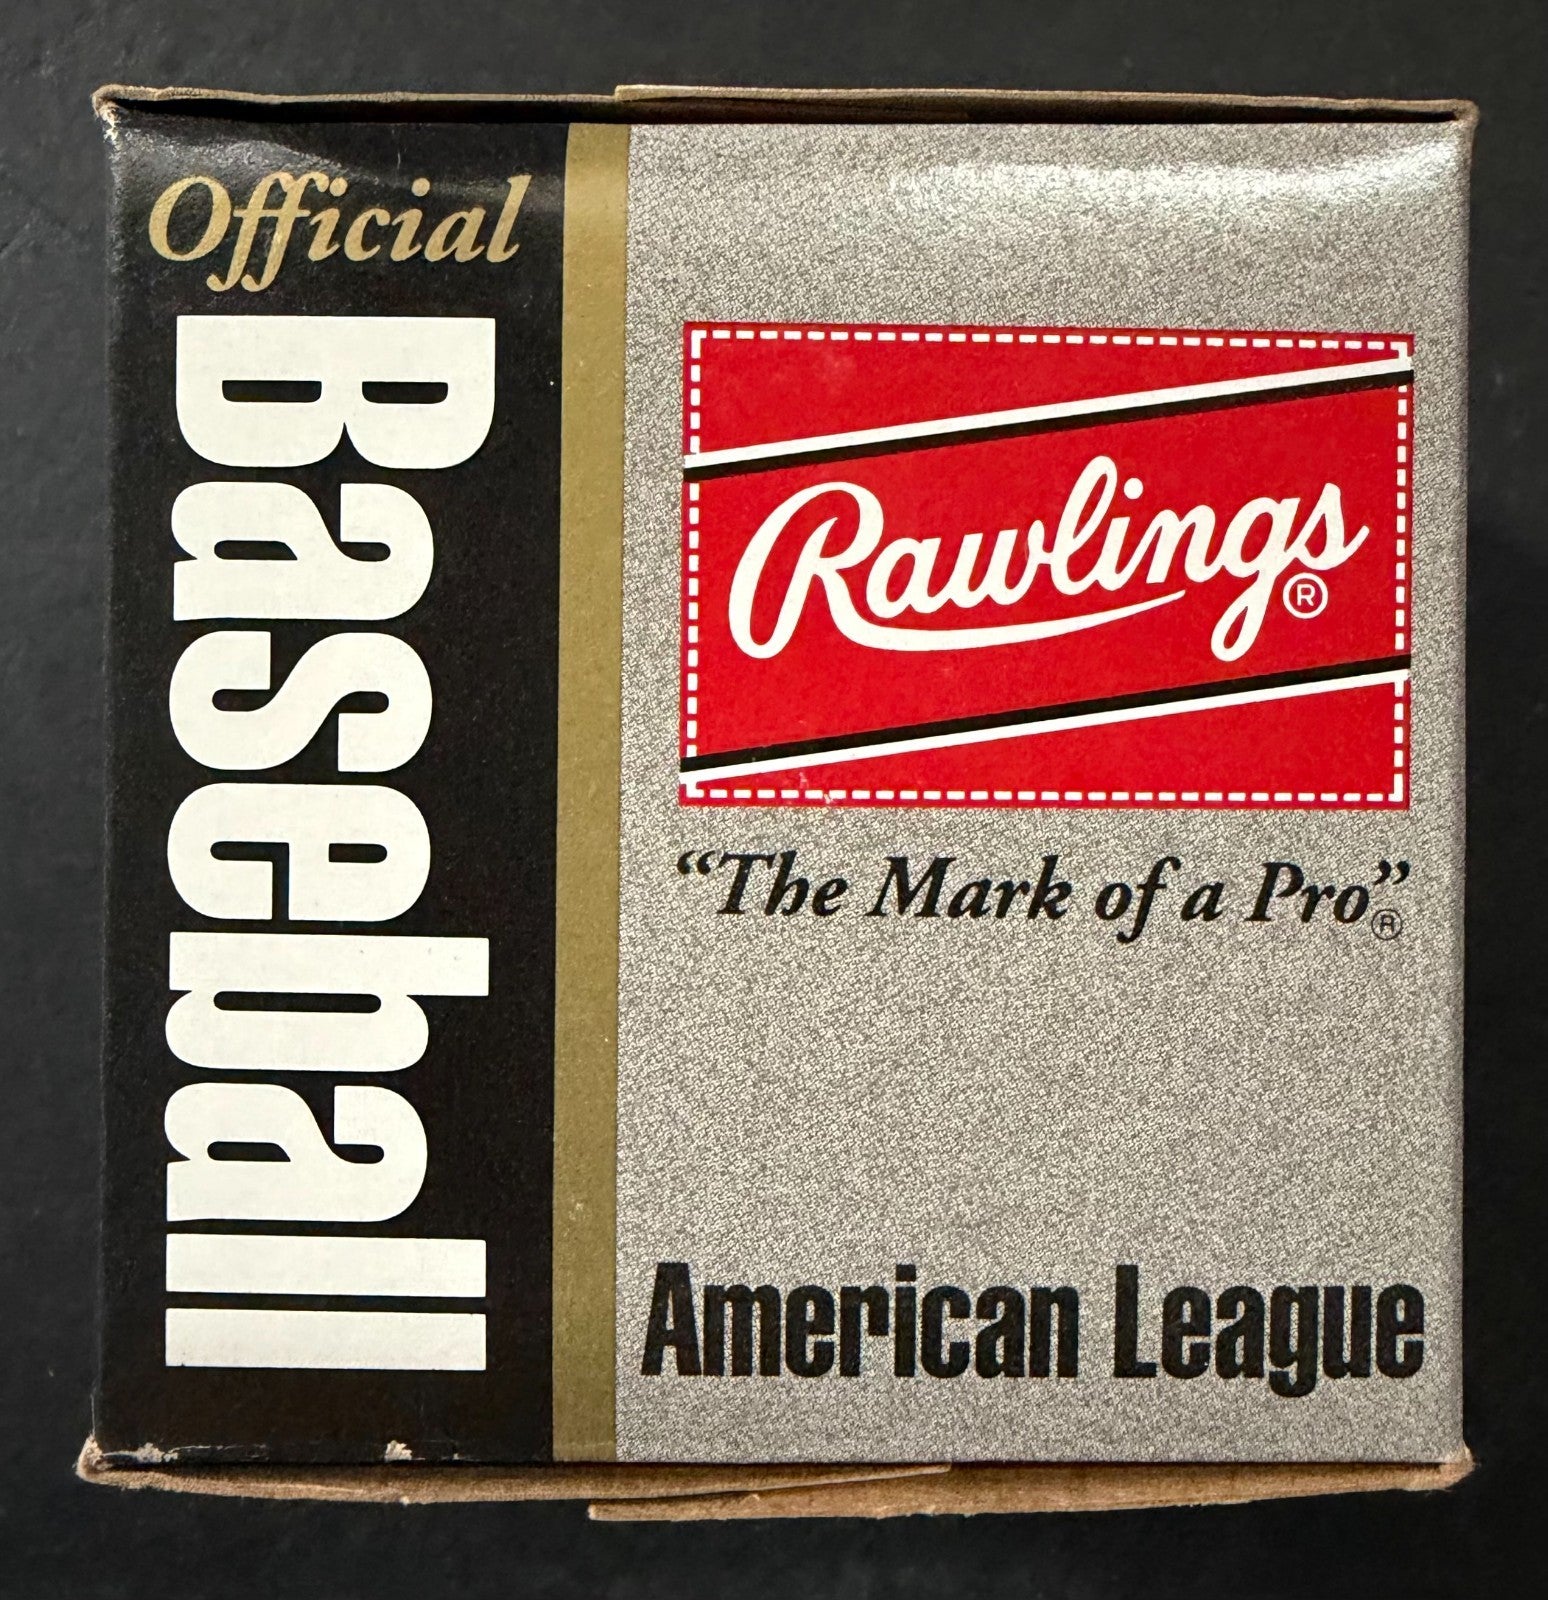 Official
Baseball
Rawlings®
"The Mark of a Pro"®
American League